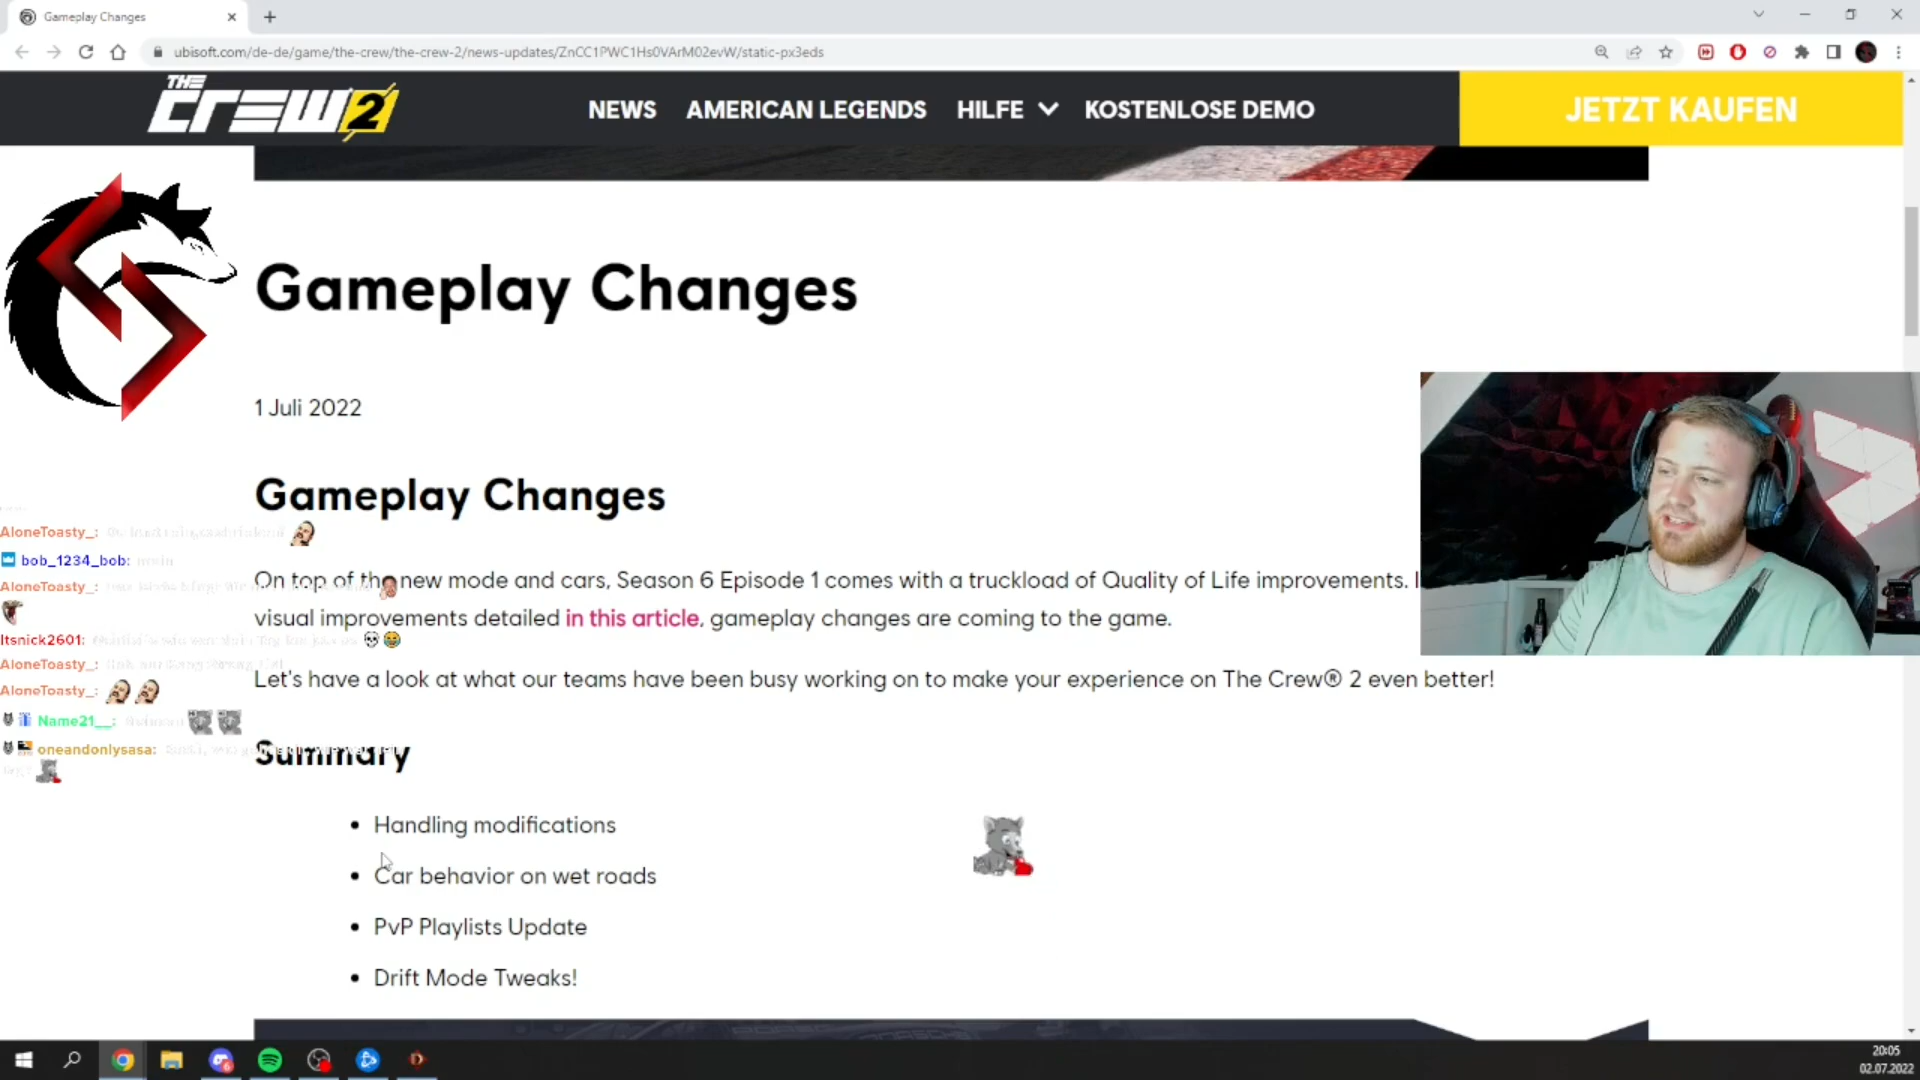 Gameplay Changes
ubisoft.com/de-de/game/the-crew/the-crew-2/news-updates/ZnCC1PWC1Hs0VArM02evW/static-px3eds
THE CREW 2
NEWS AMERICAN LEGENDS HILFE KOSTENLOSE DEMO JETZT KAUFEN
Gameplay Changes
1 Juli 2022
Gameplay Changes
On top of the new mode and cars, Season 6 Episode 1 comes with a truckload of Quality of Life improvements.
visual improvements detailed in this article, gameplay changes are coming to the game.
Let's have a look at what our teams have been busy working on to make your experience on The Crew® 2 even better!
Summary
• Handling modifications
• Car behavior on wet roads
• PvP Playlists Update
• Drift Mode Tweaks!
AloneToasty_:
bob_1234_bob:
AloneToasty_:
Itsnick2601:
AloneToasty_:
AloneToasty_:
Name21__:
oneandonlysasa:
20:05
02.07.2022